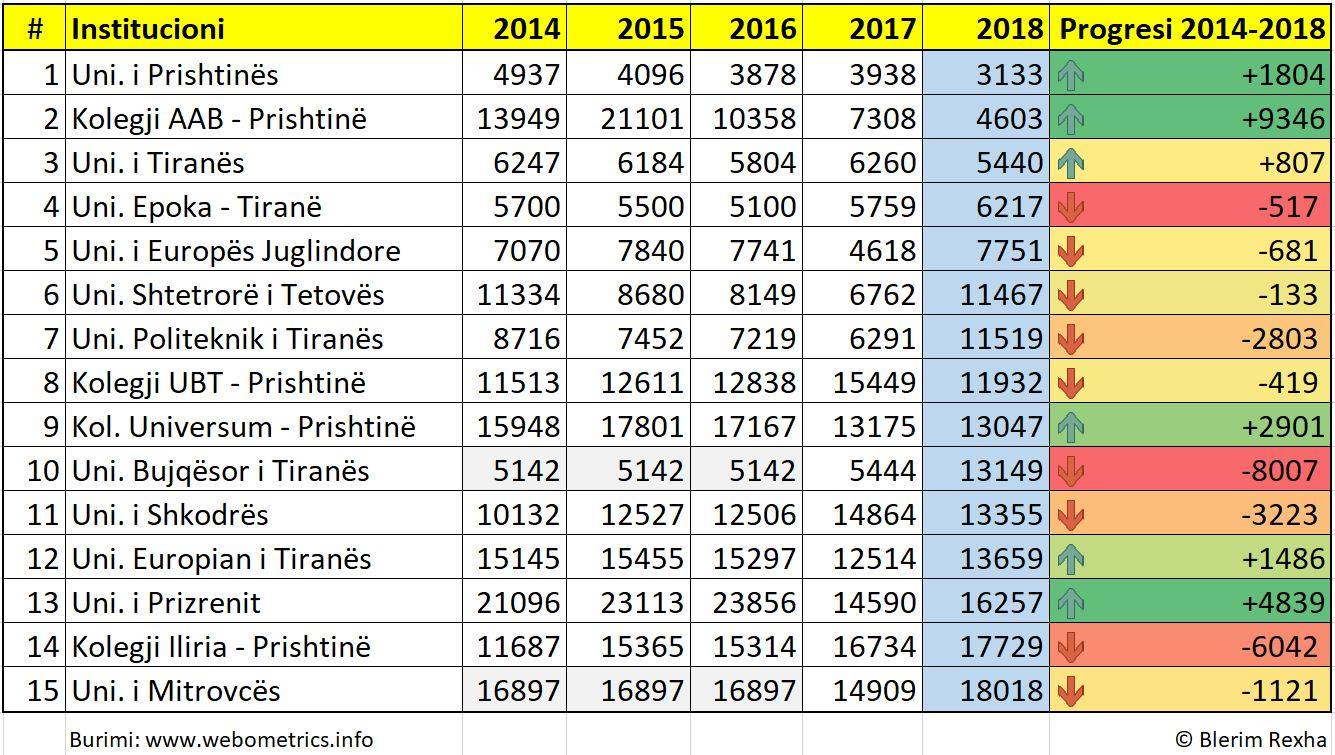 # Institucioni 2014 2015 2016 2017 2018 Progresi 2014-2018
1 Uni. i Prishtinës 4937 4096 3878 3938 3133 +1804
2 Kolegji AAB - Prishtinë 13949 21101 10358 7308 4603 +9346
3 Uni. i Tiranës 6247 6184 5804 6260 5440 +807
4 Uni. Epoka - Tiranë 5700 5500 5100 5759 6217 -517
5 Uni. i Europës Juglindore 7070 7840 7741 4618 7751 -681
6 Uni. Shtetrorë i Tetovës 11334 8680 8149 6762 11467 -133
7 Uni. Politeknik i Tiranës 8716 7452 7219 6291 11519 -2803
8 Kolegji UBT - Prishtinë 11513 12611 12838 15449 11932 -419
9 Kol. Universum - Prishtinë 15948 17801 17167 13175 13047 +2901
10 Uni. Bujqësor i Tiranës 5142 5142 5142 5444 13149 -8007
11 Uni. i Shkodrës 10132 12527 12506 14864 13355 -3223
12 Uni. Europian i Tiranës 15145 15455 15297 12514 13659 +1486
13 Uni. i Prizrenit 21096 23113 23856 14590 16257 +4839
14 Kolegji Iliria - Prishtinë 11687 15365 15314 16734 17729 -6042
15 Uni. i Mitrovcës 16897 16897 16897 14909 18018 -1121
Burimi: www.webometrics.info © Blerim Rexha